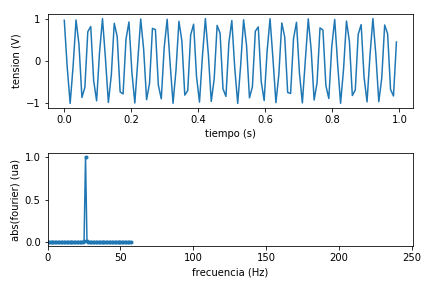 tension (V)
1
0
−1
0.0 0.2 0.4 0.6 0.8 1.0
tiempo (s)
abs(fourier) (ua)
1.0
0.5
0.0
0 50 100 150 200 250
frecuencia (Hz)